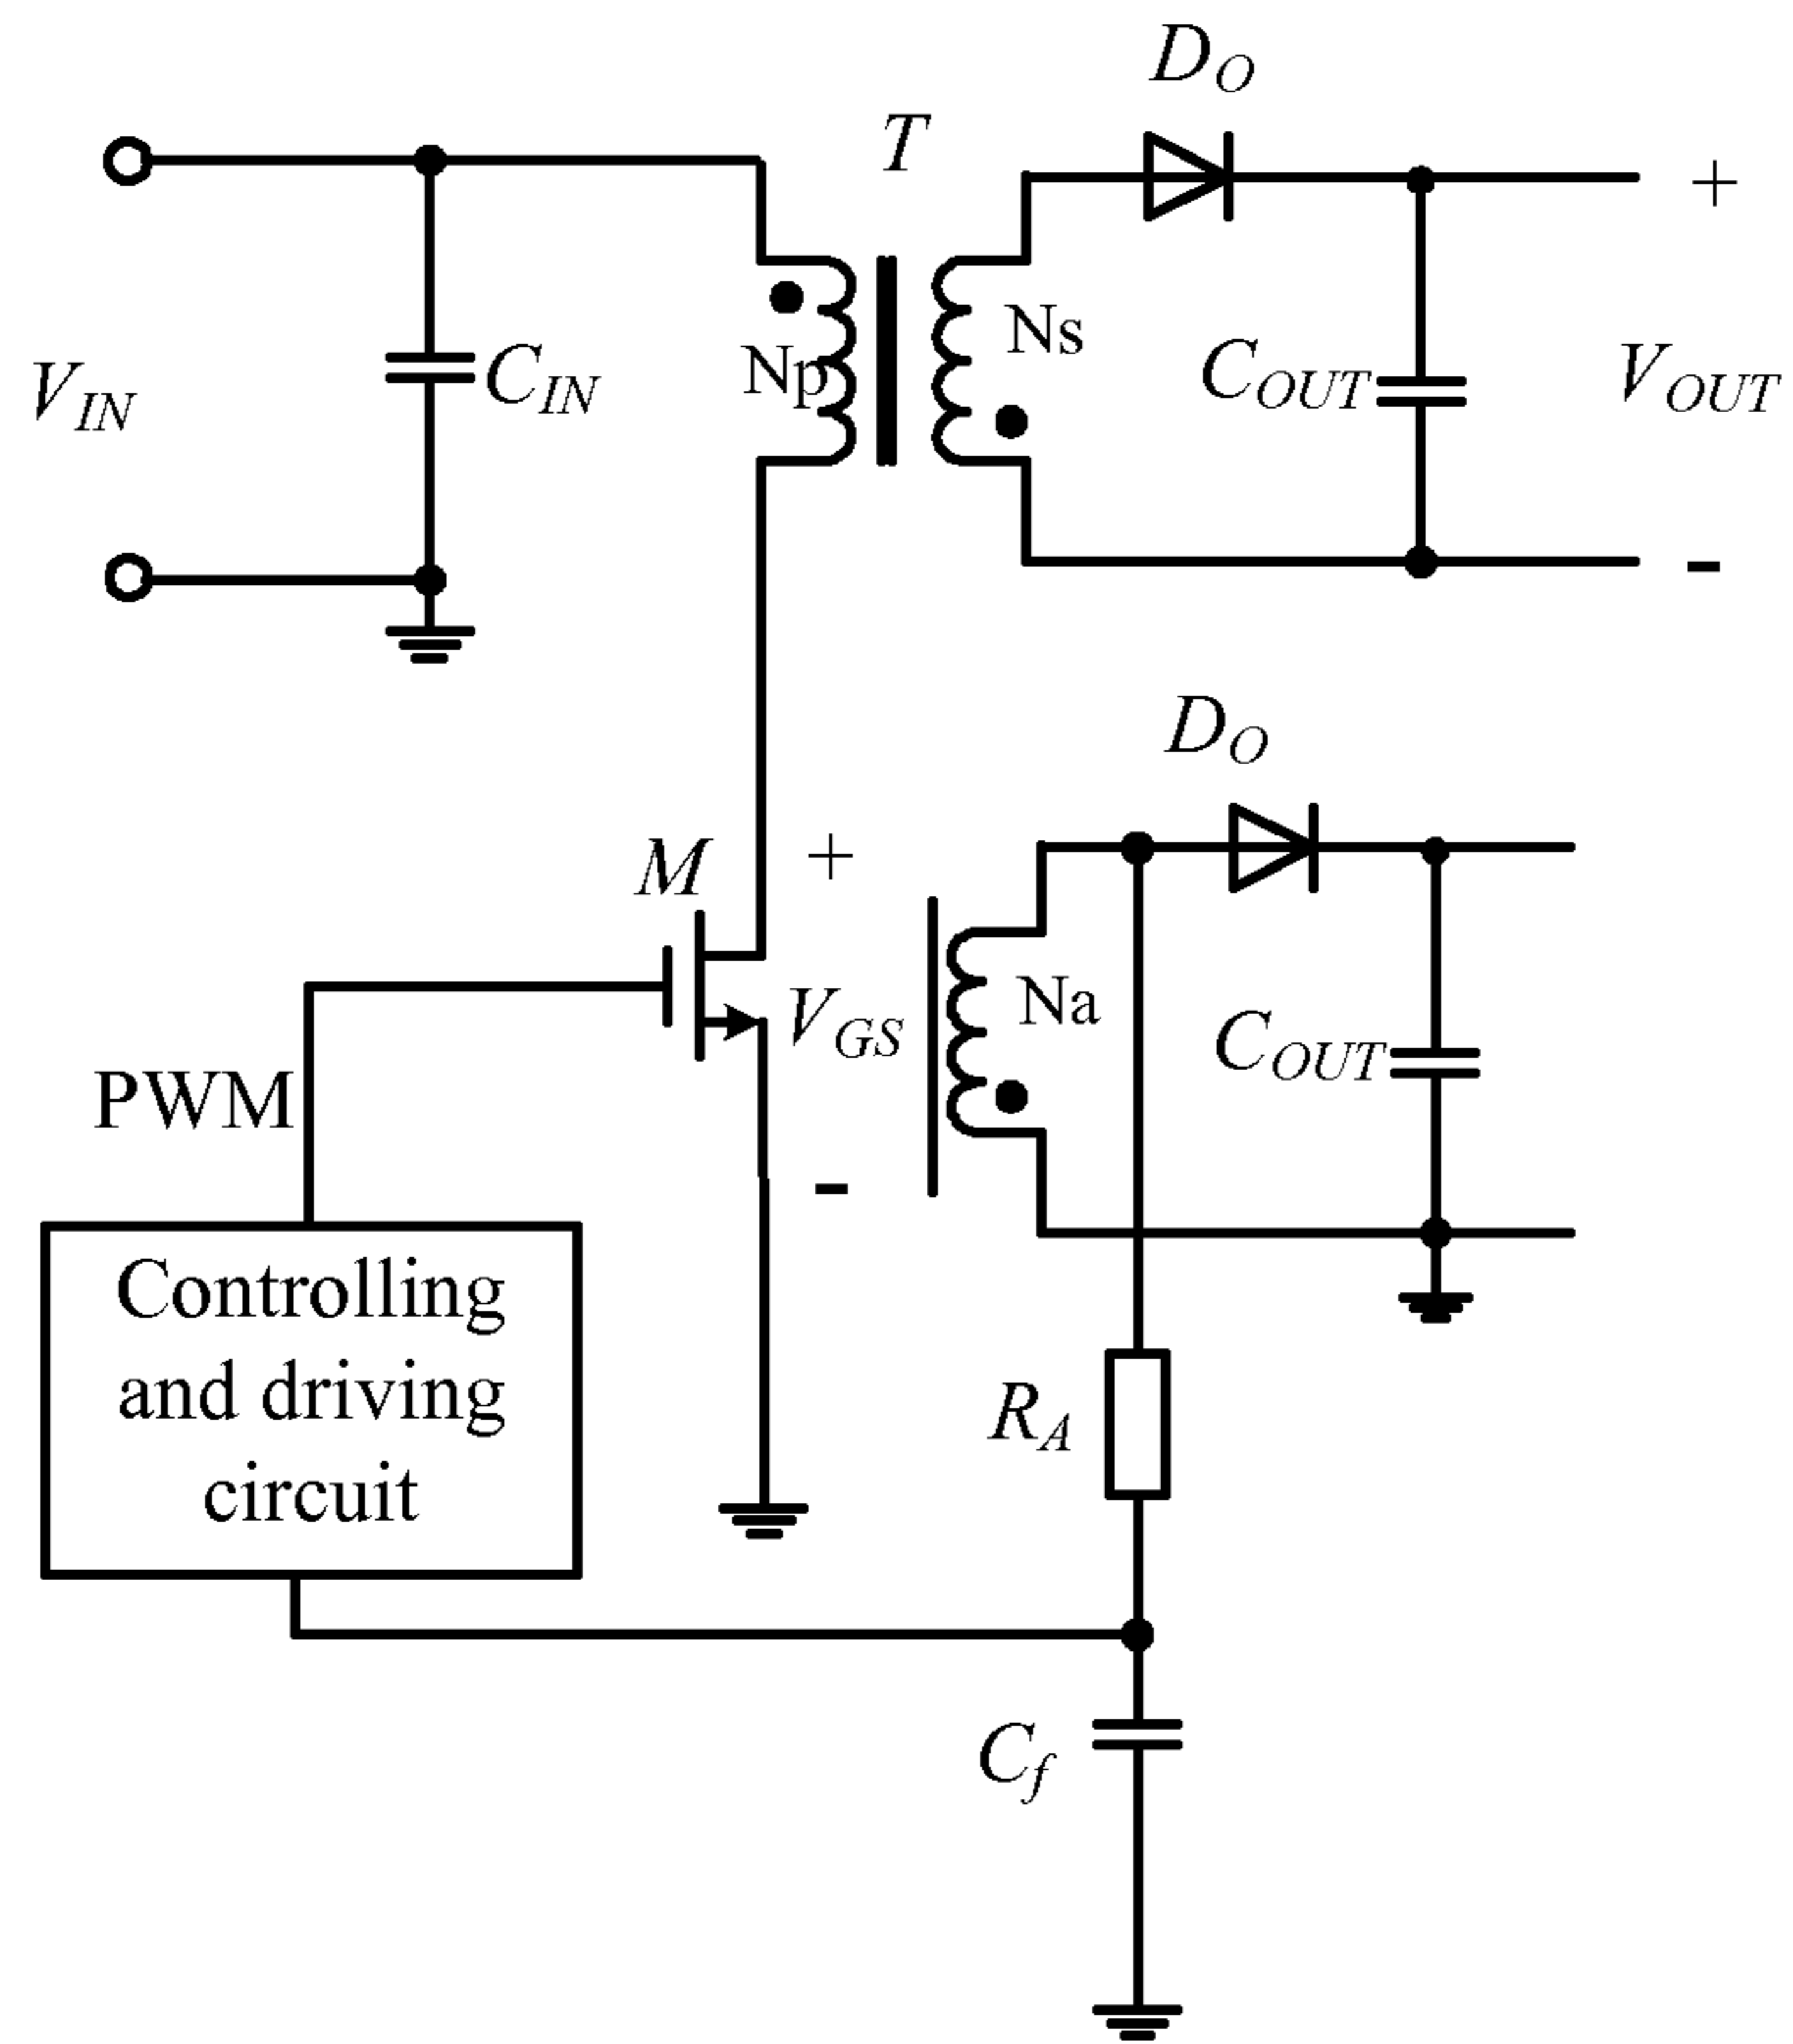 D_O
T
+
Ns
Np
V_IN
C_IN
C_OUT
V_OUT
-
D_O
M
+
Na
V_GS
C_OUT
PWM
-
Controlling
and driving
circuit
R_A
C_f